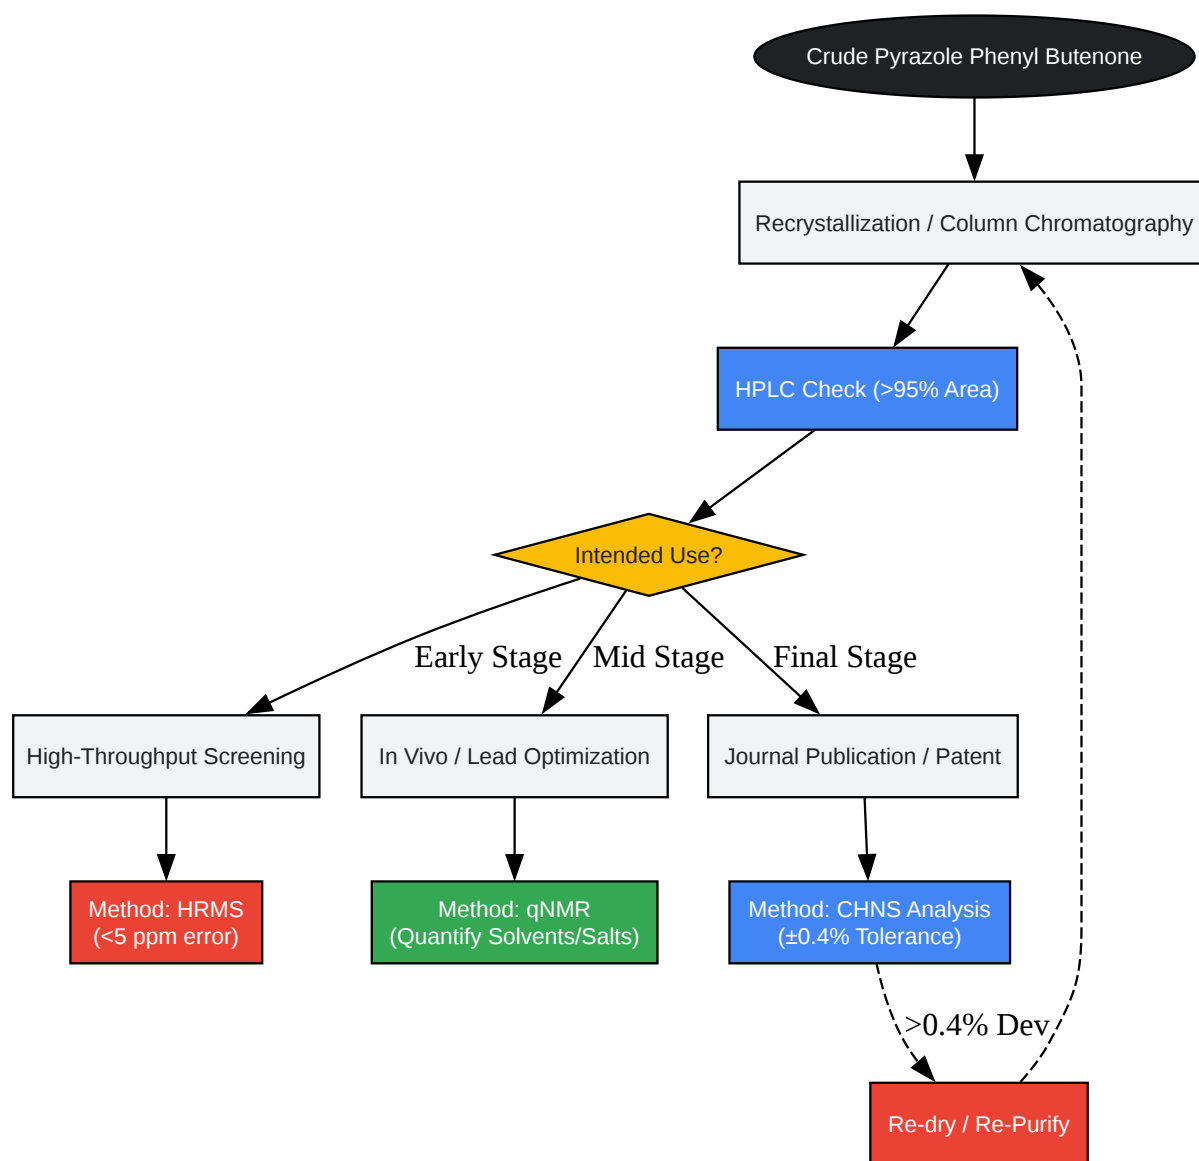 Crude Pyrazole Phenyl Butenone
Recrystallization / Column Chromatography
HPLC Check (>95% Area)
Intended Use?
Early Stage
Mid Stage
Final Stage
High-Throughput Screening
In Vivo / Lead Optimization
Journal Publication / Patent
Method: HRMS
(<5 ppm error)
Method: qNMR
(Quantify Solvents/Salts)
Method: CHNS Analysis
(±0.4% Tolerance)
>0.4% Dev
Re-dry / Re-Purify